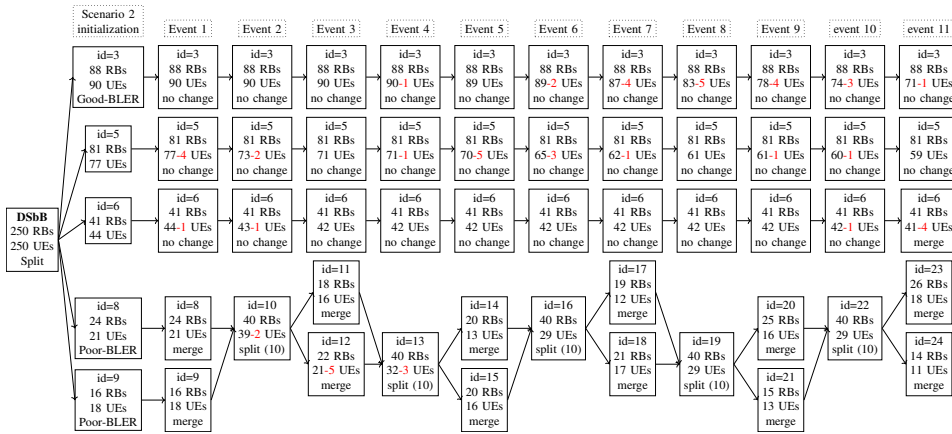 Scenario 2
initialization
Event 1
Event 2
Event 3
Event 4
Event 5
Event 6
Event 7
Event 8
Event 9
event 10
event 11
id=3
88 RBs
90 UEs
Good-BLER
id=3
88 RBs
90 UEs
no change
id=3
88 RBs
90 UEs
no change
id=3
88 RBs
90 UEs
no change
id=3
88 RBs
90-1 UEs
no change
id=3
88 RBs
89 UEs
no change
id=3
88 RBs
89-2 UEs
no change
id=3
88 RBs
87-4 UEs
no change
id=3
88 RBs
83-5 UEs
no change
id=3
88 RBs
78-4 UEs
no change
id=3
88 RBs
74-3 UEs
no change
id=3
88 RBs
71-1 UEs
no change
id=5
81 RBs
77 UEs
id=5
81 RBs
77-4 UEs
no change
id=5
81 RBs
73-2 UEs
no change
id=5
81 RBs
71 UEs
no change
id=5
81 RBs
71-1 UEs
no change
id=5
81 RBs
70-5 UEs
no change
id=5
81 RBs
65-3 UEs
no change
id=5
81 RBs
62-1 UEs
no change
id=5
81 RBs
61 UEs
no change
id=5
81 RBs
61-1 UEs
no change
id=5
81 RBs
60-1 UEs
no change
id=5
81 RBs
59 UEs
no change
DSbB
250 RBs
250 UEs
Split
id=6
41 RBs
44 UEs
id=6
41 RBs
44-1 UEs
no change
id=6
41 RBs
43-1 UEs
no change
id=6
41 RBs
42 UEs
no change
id=6
41 RBs
42 UEs
no change
id=6
41 RBs
42 UEs
no change
id=6
41 RBs
42 UEs
no change
id=6
41 RBs
42 UEs
no change
id=6
41 RBs
42 UEs
no change
id=6
41 RBs
42 UEs
no change
id=6
41 RBs
42-1 UEs
no change
id=6
41 RBs
41-4 UEs
merge
id=8
24 RBs
21 UEs
Poor-BLER
id=8
24 RBs
21 UEs
merge
id=10
40 RBs
39-2 UEs
split (10)
id=11
18 RBs
16 UEs
merge
id=12
22 RBs
21-5 UEs
merge
id=13
40 RBs
32-3 UEs
split (10)
id=14
20 RBs
13 UEs
merge
id=16
40 RBs
29 UEs
split (10)
id=17
19 RBs
12 UEs
merge
id=18
21 RBs
17 UEs
merge
id=19
40 RBs
29 UEs
split (10)
id=20
25 RBs
16 UEs
merge
id=22
40 RBs
29 UEs
split (10)
id=23
26 RBs
18 UEs
merge
id=24
14 RBs
11 UEs
merge
id=9
16 RBs
18 UEs
Poor-BLER
id=9
16 RBs
18 UEs
merge
id=15
20 RBs
16 UEs
merge
id=21
15 RBs
13 UEs
merge